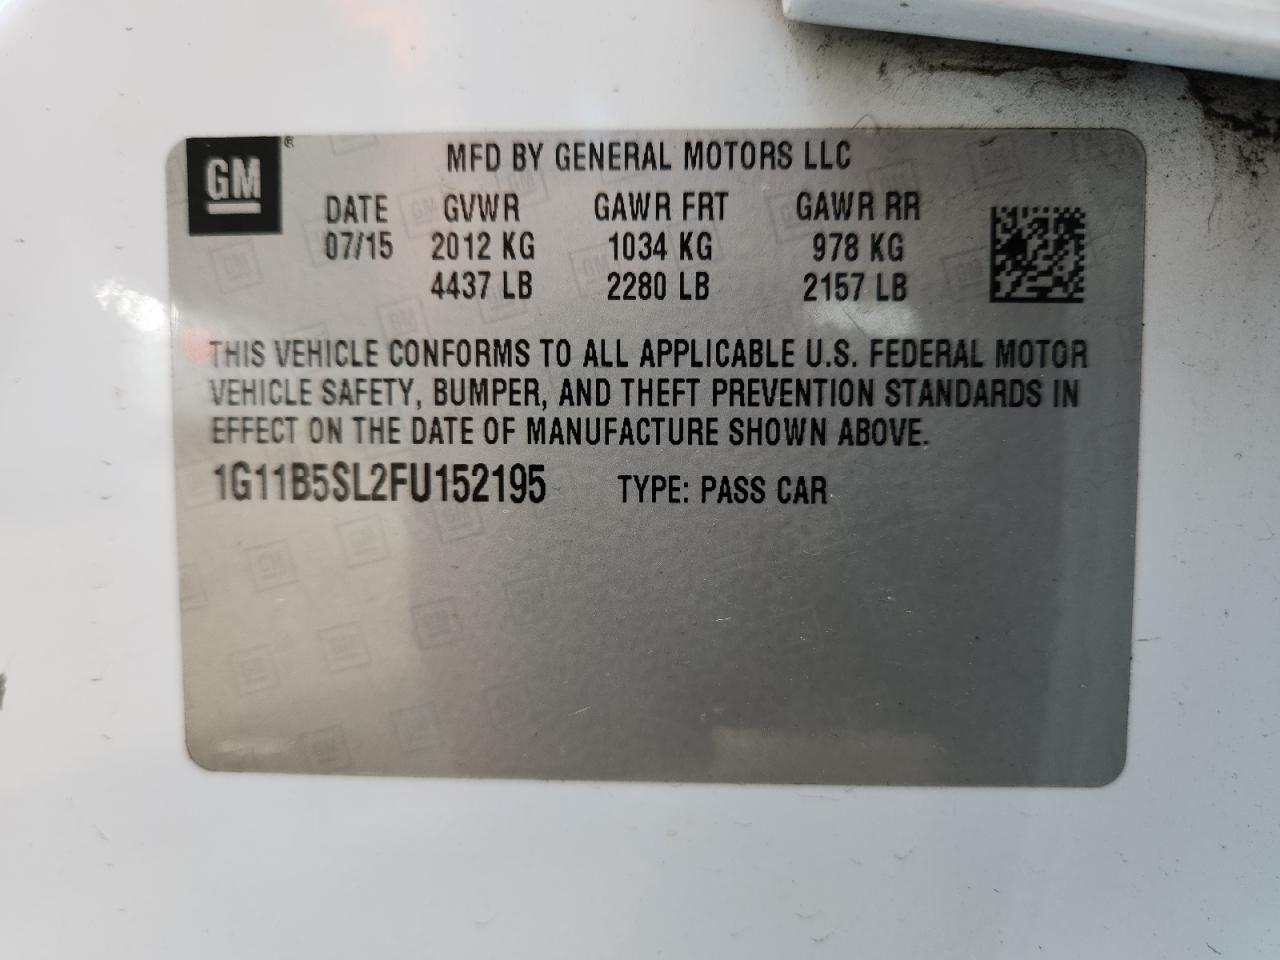 GM ®
MFD BY GENERAL MOTORS LLC
DATE GVWR GAWR FRT GAWR RR
07/15 2012 KG 1034 KG 978 KG
4437 LB 2280 LB 2157 LB
THIS VEHICLE CONFORMS TO ALL APPLICABLE U.S. FEDERAL MOTOR
VEHICLE SAFETY, BUMPER, AND THEFT PREVENTION STANDARDS IN
EFFECT ON THE DATE OF MANUFACTURE SHOWN ABOVE.
1G11B5SL2FU152195 TYPE: PASS CAR